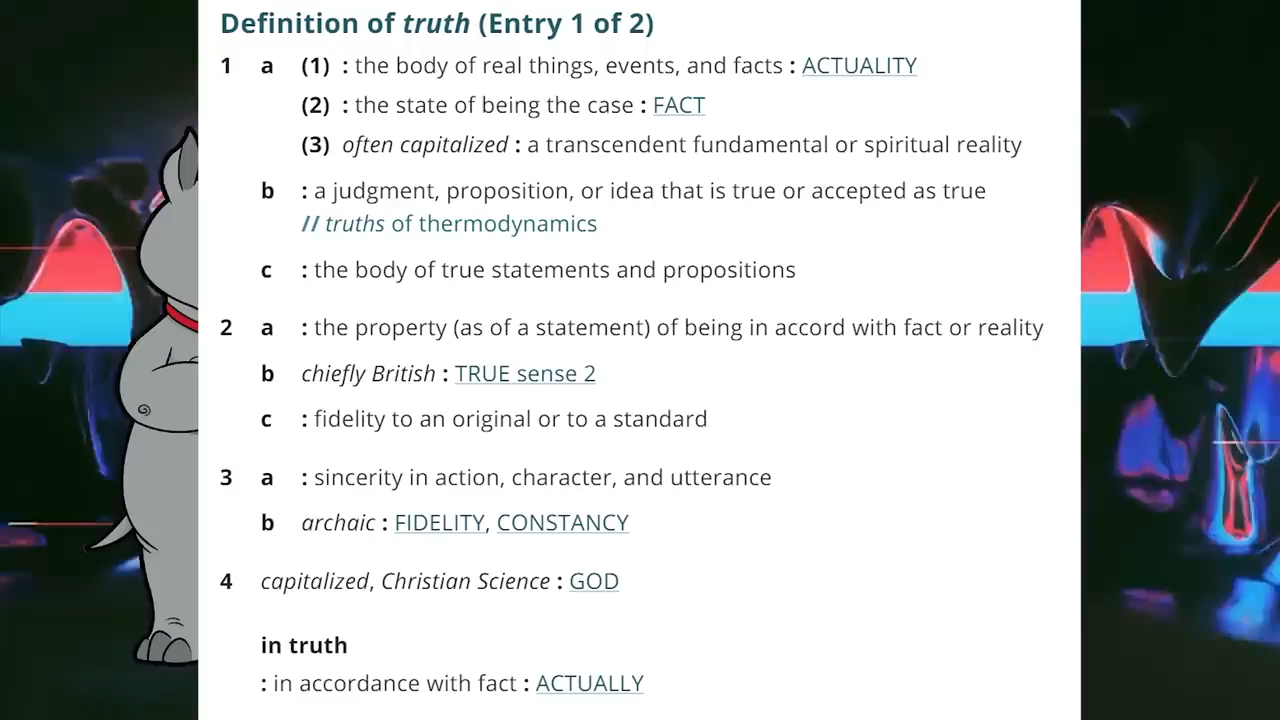 Definition of truth (Entry 1 of 2)
1 a (1) : the body of real things, events, and facts : ACTUALITY
(2) : the state of being the case : FACT
(3) often capitalized : a transcendent fundamental or spiritual reality
b : a judgment, proposition, or idea that is true or accepted as true
// truths of thermodynamics
c : the body of true statements and propositions
2 a : the property (as of a statement) of being in accord with fact or reality
b chiefly British : TRUE sense 2
c : fidelity to an original or to a standard
3 a : sincerity in action, character, and utterance
b archaic : FIDELITY, CONSTANCY
4 capitalized, Christian Science : GOD
in truth
: in accordance with fact : ACTUALLY